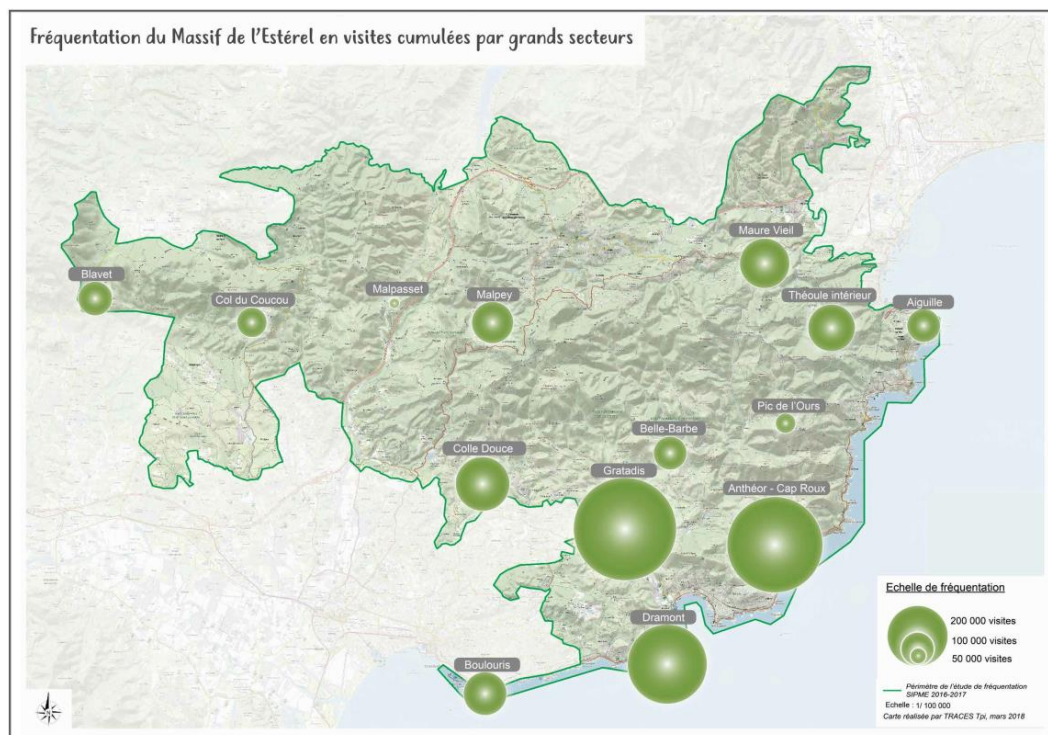 Fréquentation du Massif de l'Estérel en visites cumulées par grands secteurs
Maure Vieil
Blavet
Col du Coucou
Malpasset
Malpey
Théoule intérieur
Aiguille
Pic de l'Ours
Belle-Barbe
Colle Douce
Gratadis
Anthéor - Cap Roux
Dramont
Boulouris
Echelle de fréquentation
200 000 visites
100 000 visites
50 000 visites
Périmètre de l'étude de fréquentation
SIPME 2016-2017
Echelle : 1/ 100 000
Carte réalisée par TRACES Tpi, mars 2018